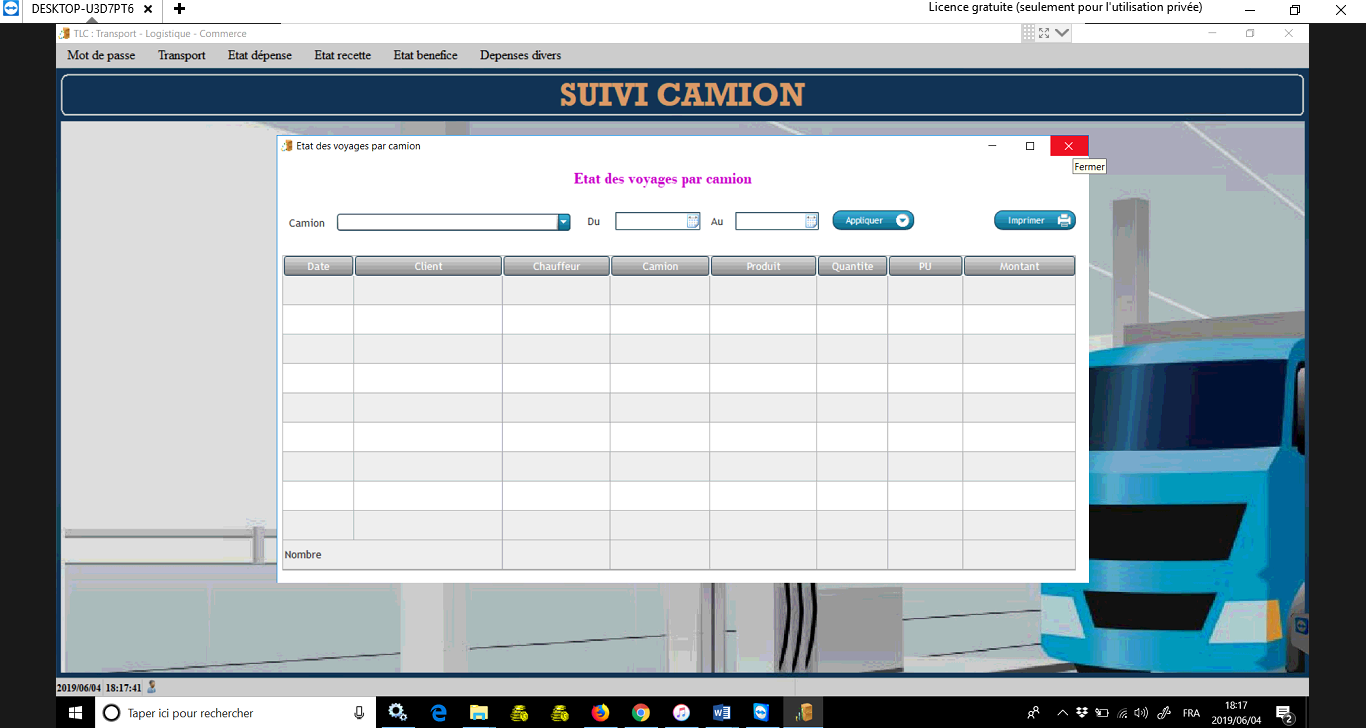 DESKTOP-U3D7PT6
Licence gratuite (seulement pour l'utilisation privée)
TLC : Transport - Logistique - Commerce
Mot de passe Transport Etat dépense Etat recette Etat benefice Depenses divers
SUIVI CAMION
Etat des voyages par camion
Fermer
Etat des voyages par camion
Camion Du Au Appliquer Imprimer
Date Client Chauffeur Camion Produit Quantite PU Montant
Nombre
2019/06/04 18:17:41
Taper ici pour rechercher
FRA
18:17
2019/06/04
2